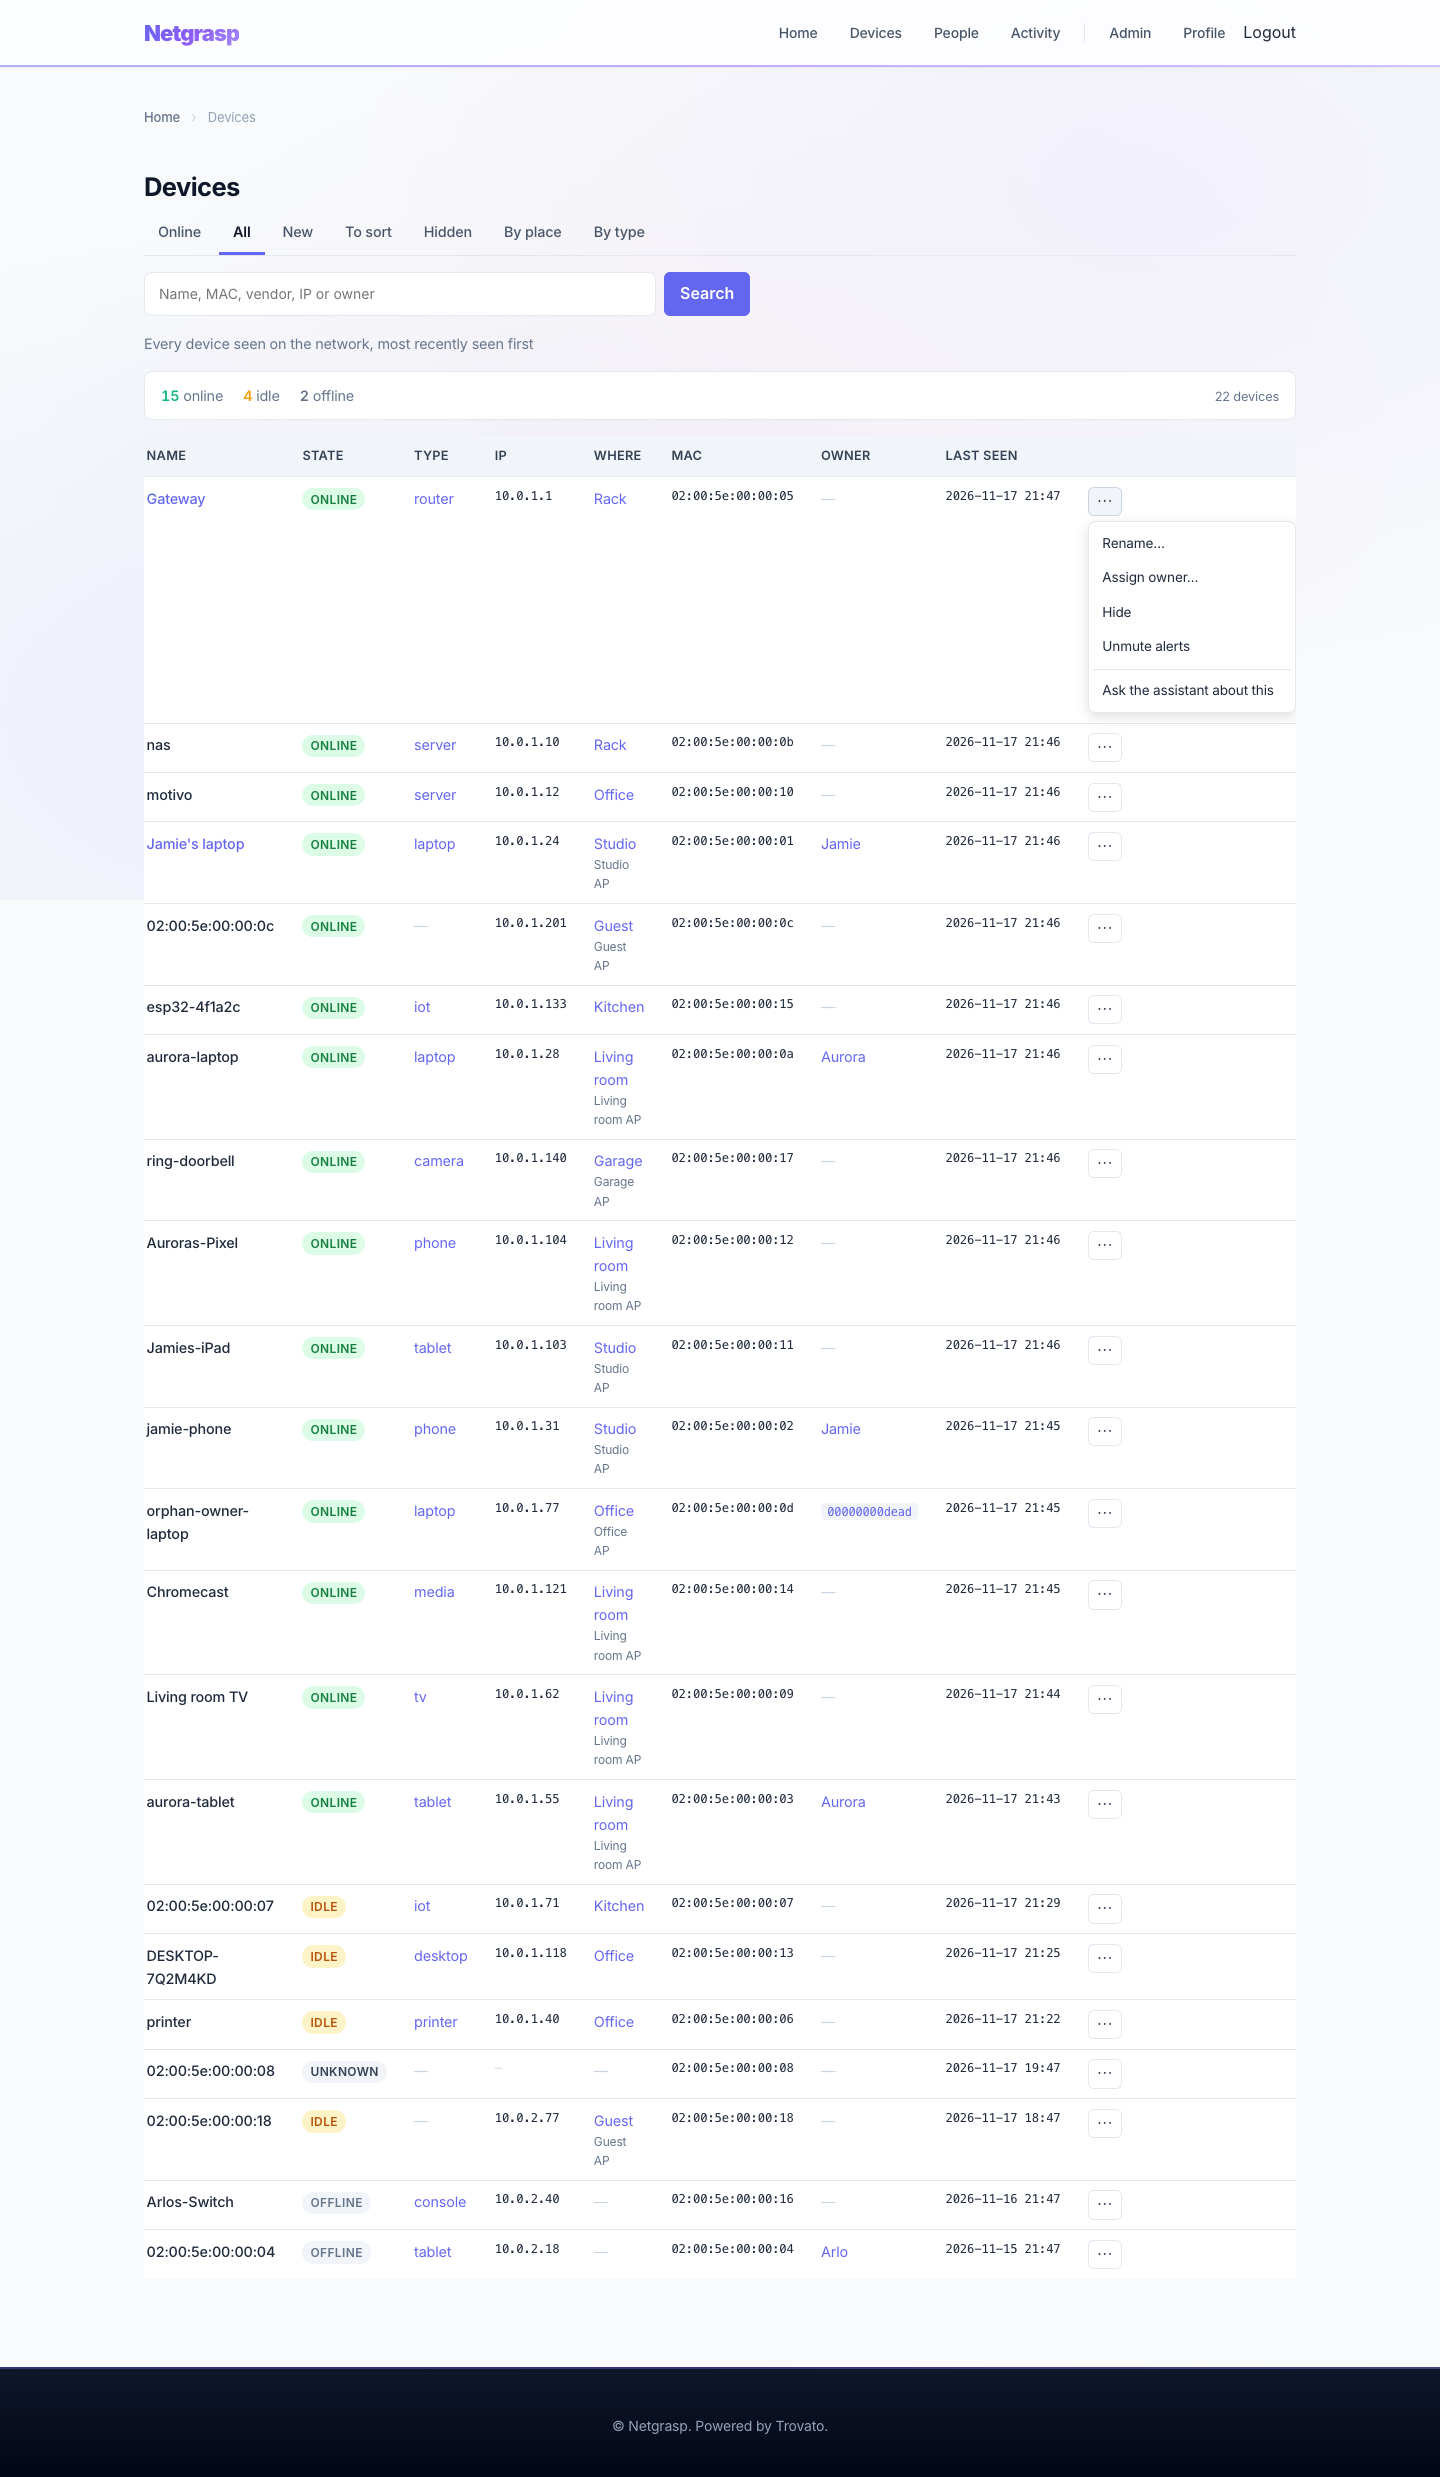 Netgrasp
Home Devices People Activity Admin Profile Logout
Home › Devices
Devices
Online All New To sort Hidden By place By type
Name, MAC, vendor, IP or owner Search
Every device seen on the network, most recently seen first
15 online 4 idle 2 offline 22 devices
NAME STATE TYPE IP WHERE MAC OWNER LAST SEEN
Gateway ONLINE router 10.0.1.1 Rack 02:00:5e:00:00:05 — 2026-11-17 21:47 ...
Rename...
Assign owner...
Hide
Unmute alerts
Ask the assistant about this
nas ONLINE server 10.0.1.10 Rack 02:00:5e:00:00:0b — 2026-11-17 21:46 ...
motivo ONLINE server 10.0.1.12 Office 02:00:5e:00:00:10 — 2026-11-17 21:46 ...
Jamie's laptop ONLINE laptop 10.0.1.24 Studio 02:00:5e:00:00:01 Jamie 2026-11-17 21:46 ...
Studio
AP
02:00:5e:00:00:0c ONLINE — 10.0.1.201 Guest 02:00:5e:00:00:0c — 2026-11-17 21:46 ...
Guest
AP
esp32-4f1a2c ONLINE iot 10.0.1.133 Kitchen 02:00:5e:00:00:15 — 2026-11-17 21:46 ...
aurora-laptop ONLINE laptop 10.0.1.28 Living 02:00:5e:00:00:0a Aurora 2026-11-17 21:46 ...
room
Living
room AP
ring-doorbell ONLINE camera 10.0.1.140 Garage 02:00:5e:00:00:17 — 2026-11-17 21:46 ...
Garage
AP
Auroras-Pixel ONLINE phone 10.0.1.104 Living 02:00:5e:00:00:12 — 2026-11-17 21:46 ...
room
Living
room AP
Jamies-iPad ONLINE tablet 10.0.1.103 Studio 02:00:5e:00:00:11 — 2026-11-17 21:46 ...
Studio
AP
jamie-phone ONLINE phone 10.0.1.31 Studio 02:00:5e:00:00:02 Jamie 2026-11-17 21:45 ...
Studio
AP
orphan-owner- ONLINE laptop 10.0.1.77 Office 02:00:5e:00:00:0d 00000000dead 2026-11-17 21:45 ...
laptop Office
AP
Chromecast ONLINE media 10.0.1.121 Living 02:00:5e:00:00:14 — 2026-11-17 21:45 ...
room
Living
room AP
Living room TV ONLINE tv 10.0.1.62 Living 02:00:5e:00:00:09 — 2026-11-17 21:44 ...
room
Living
room AP
aurora-tablet ONLINE tablet 10.0.1.55 Living 02:00:5e:00:00:03 Aurora 2026-11-17 21:43 ...
room
Living
room AP
02:00:5e:00:00:07 IDLE iot 10.0.1.71 Kitchen 02:00:5e:00:00:07 — 2026-11-17 21:29 ...
DESKTOP- IDLE desktop 10.0.1.118 Office 02:00:5e:00:00:13 — 2026-11-17 21:25 ...
7Q2M4KD
printer IDLE printer 10.0.1.40 Office 02:00:5e:00:00:06 — 2026-11-17 21:22 ...
02:00:5e:00:00:08 UNKNOWN — — — 02:00:5e:00:00:08 — 2026-11-17 19:47 ...
02:00:5e:00:00:18 IDLE — 10.0.2.77 Guest 02:00:5e:00:00:18 — 2026-11-17 18:47 ...
Guest
AP
Arlos-Switch OFFLINE console 10.0.2.40 — 02:00:5e:00:00:16 — 2026-11-16 21:47 ...
02:00:5e:00:00:04 OFFLINE tablet 10.0.2.18 — 02:00:5e:00:00:04 Arlo 2026-11-15 21:47 ...
© Netgrasp. Powered by Trovato.